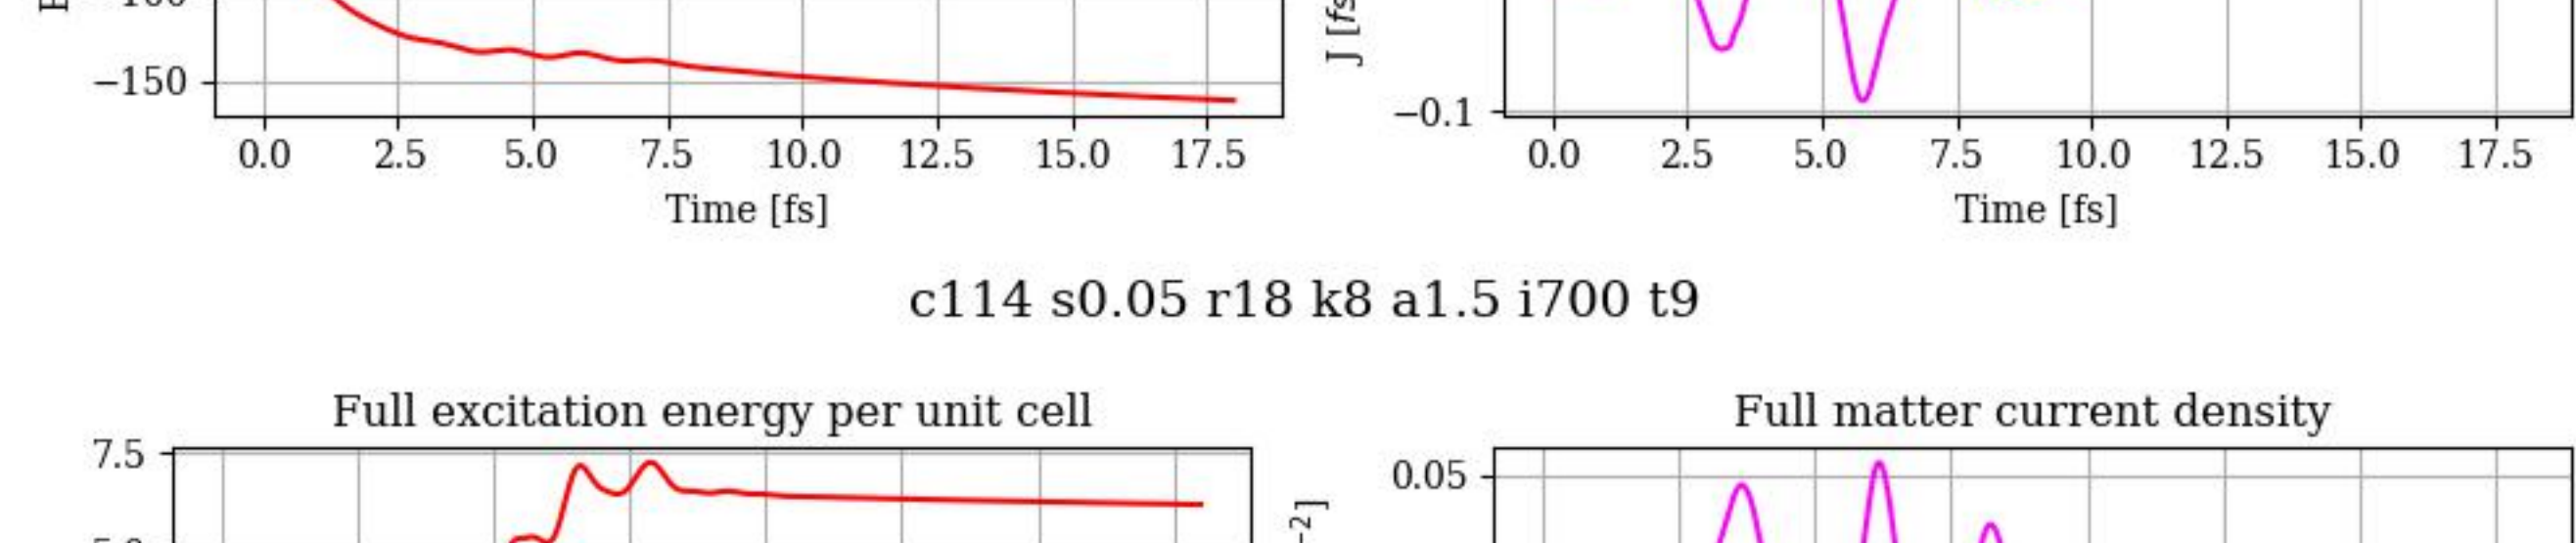 −150
0.0 2.5 5.0 7.5 10.0 12.5 15.0 17.5
Time [fs]
J [fs
−0.1
0.0 2.5 5.0 7.5 10.0 12.5 15.0 17.5
Time [fs]
c114 s0.05 r18 k8 a1.5 i700 t9
Full excitation energy per unit cell
7.5
Full matter current density
0.05
−2]